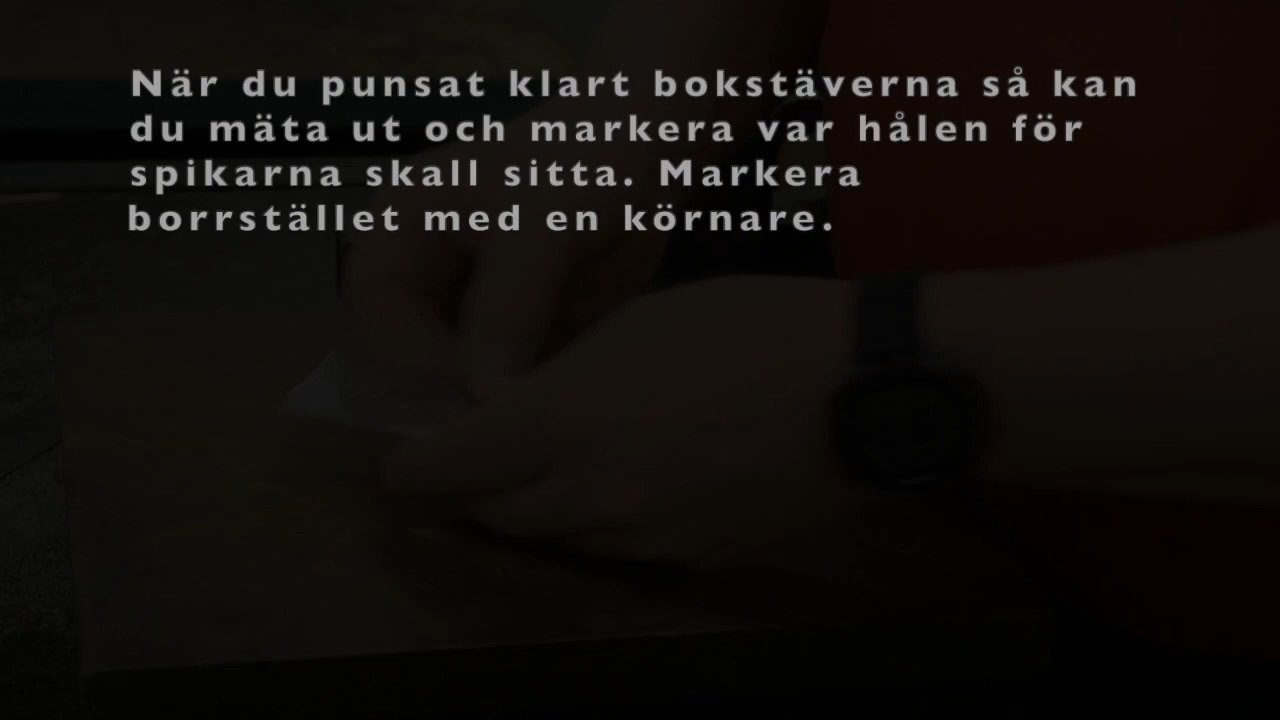 När du punsat klart bokstäverna så kan
du mäta ut och markera var hålen för
spikarna skall sitta. Markera
borrstället med en körnare.